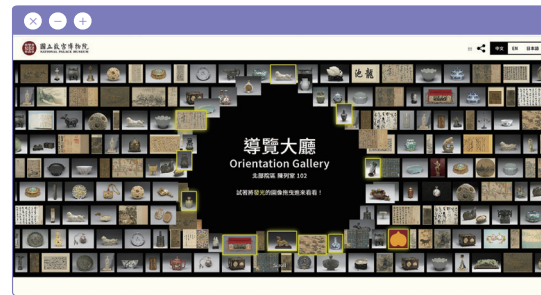 國立故宮博物院
NATIONAL PALACE MUSEUM
中文 EN 日本語
導覽大廳
Orientation Gallery
北部院區 陳列室 102
試著將發光的圖像拖曳進來看看！
Scroll